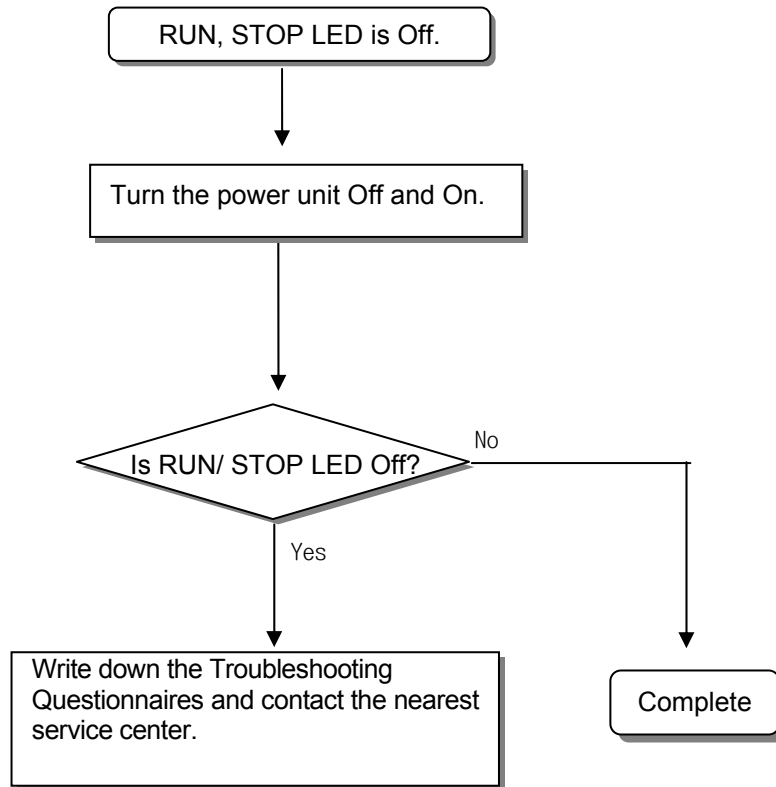 RUN, STOP LED is Off.
Turn the power unit Off and On.
Is RUN/ STOP LED Off?
No
Yes
Write down the Troubleshooting
Questionnaires and contact the nearest
service center.
Complete